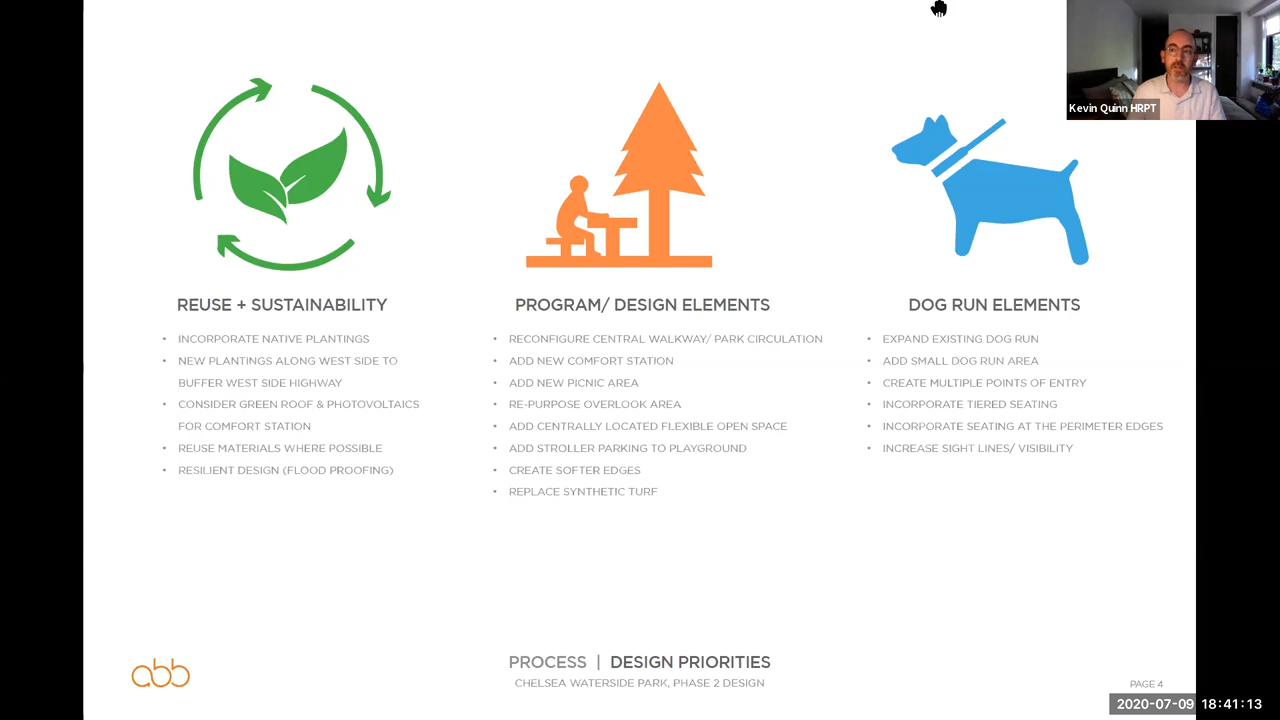 Kevin Quinn HRPT
REUSE + SUSTAINABILITY
• INCORPORATE NATIVE PLANTINGS
• NEW PLANTINGS ALONG WEST SIDE TO
BUFFER WEST SIDE HIGHWAY
• CONSIDER GREEN ROOF & PHOTOVOLTAICS
FOR COMFORT STATION
• REUSE MATERIALS WHERE POSSIBLE
• RESILIENT DESIGN (FLOOD PROOFING)
PROGRAM/ DESIGN ELEMENTS
• RECONFIGURE CENTRAL WALKWAY/ PARK CIRCULATION
• ADD NEW COMFORT STATION
• ADD NEW PICNIC AREA
• RE-PURPOSE OVERLOOK AREA
• ADD CENTRALLY LOCATED FLEXIBLE OPEN SPACE
• ADD STROLLER PARKING TO PLAYGROUND
• CREATE SOFTER EDGES
• REPLACE SYNTHETIC TURF
DOG RUN ELEMENTS
• EXPAND EXISTING DOG RUN
• ADD SMALL DOG RUN AREA
• CREATE MULTIPLE POINTS OF ENTRY
• INCORPORATE TIERED SEATING
• INCORPORATE SEATING AT THE PERIMETER EDGES
• INCREASE SIGHT LINES/ VISIBILITY
abb
PROCESS | DESIGN PRIORITIES
CHELSEA WATERSIDE PARK, PHASE 2 DESIGN
PAGE 4
2020-07-09 18:41:13